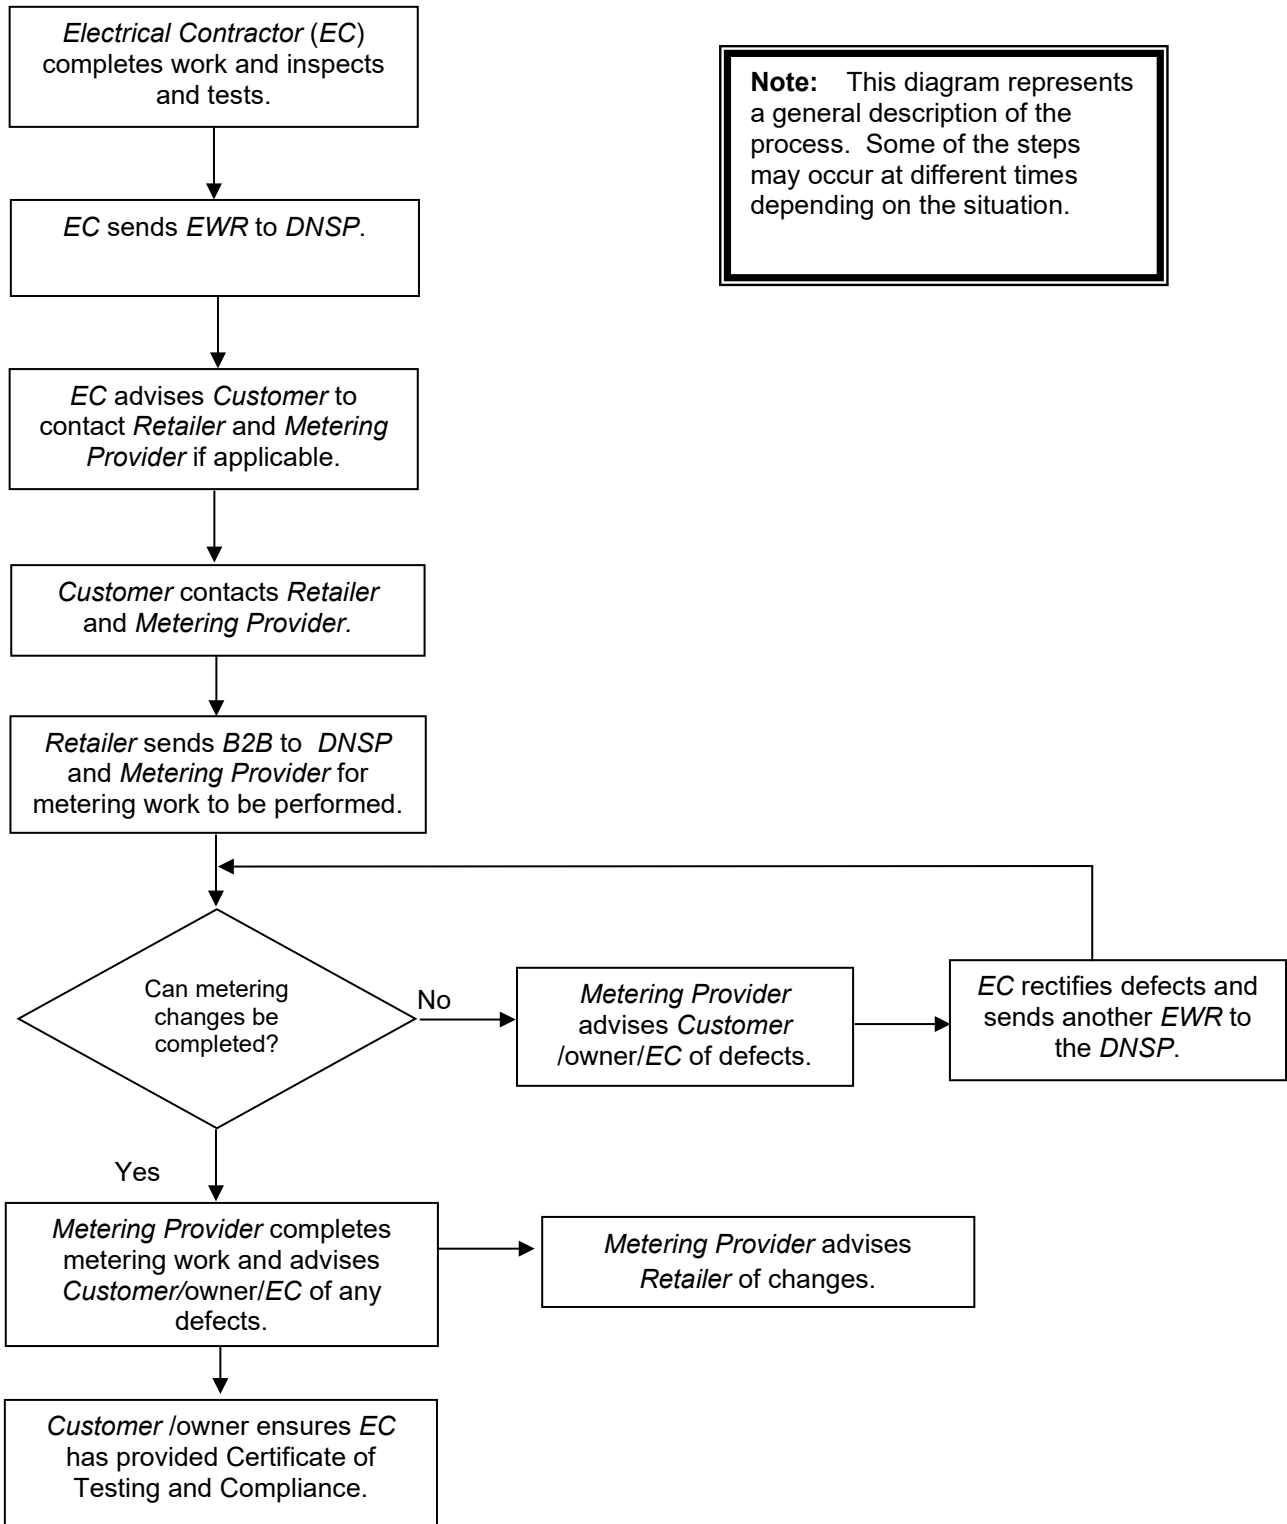 Electrical Contractor (EC)
completes work and inspects
and tests.
Note: This diagram represents
a general description of the
process. Some of the steps
may occur at different times
depending on the situation.
EC sends EWR to DNSP.
EC advises Customer to
contact Retailer and Metering
Provider if applicable.
Customer contacts Retailer
and Metering Provider.
Retailer sends B2B to DNSP
and Metering Provider for
metering work to be performed.
Can metering
changes be
completed?
No
Metering Provider
advises Customer
/owner/EC of defects.
EC rectifies defects and
sends another EWR to
the DNSP.
Yes
Metering Provider completes
metering work and advises
Customer/owner/EC of any
defects.
Metering Provider advises
Retailer of changes.
Customer /owner ensures EC
has provided Certificate of
Testing and Compliance.